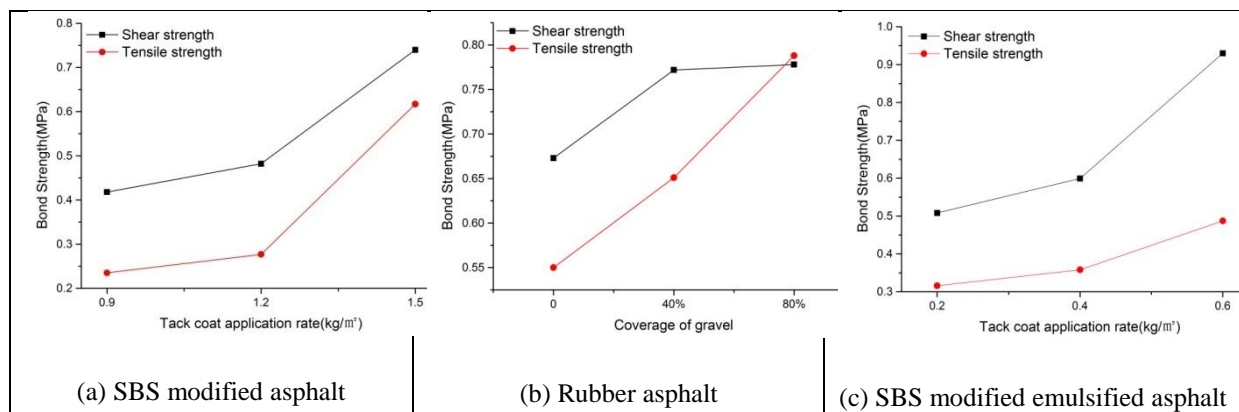 0.8
0.7
0.6
0.5
0.4
0.3
0.2
Bond Strength(MPa)
Shear strength
Tensile strength
0.9
1.2
1.5
Tack coat application rate(kg/㎡)
(a) SBS modified asphalt
0.80
0.75
0.70
0.65
0.60
0.55
Bond Strength(MPa)
Shear strength
Tensile strength
0
40%
80%
Coverage of gravel
(b) Rubber asphalt
1.0
0.9
0.8
0.7
0.6
0.5
0.4
0.3
Bond Strength(MPa)
Shear strength
Tensile strength
0.2
0.4
0.6
Tack coat application rate(kg/㎡)
(c) SBS modified emulsified asphalt